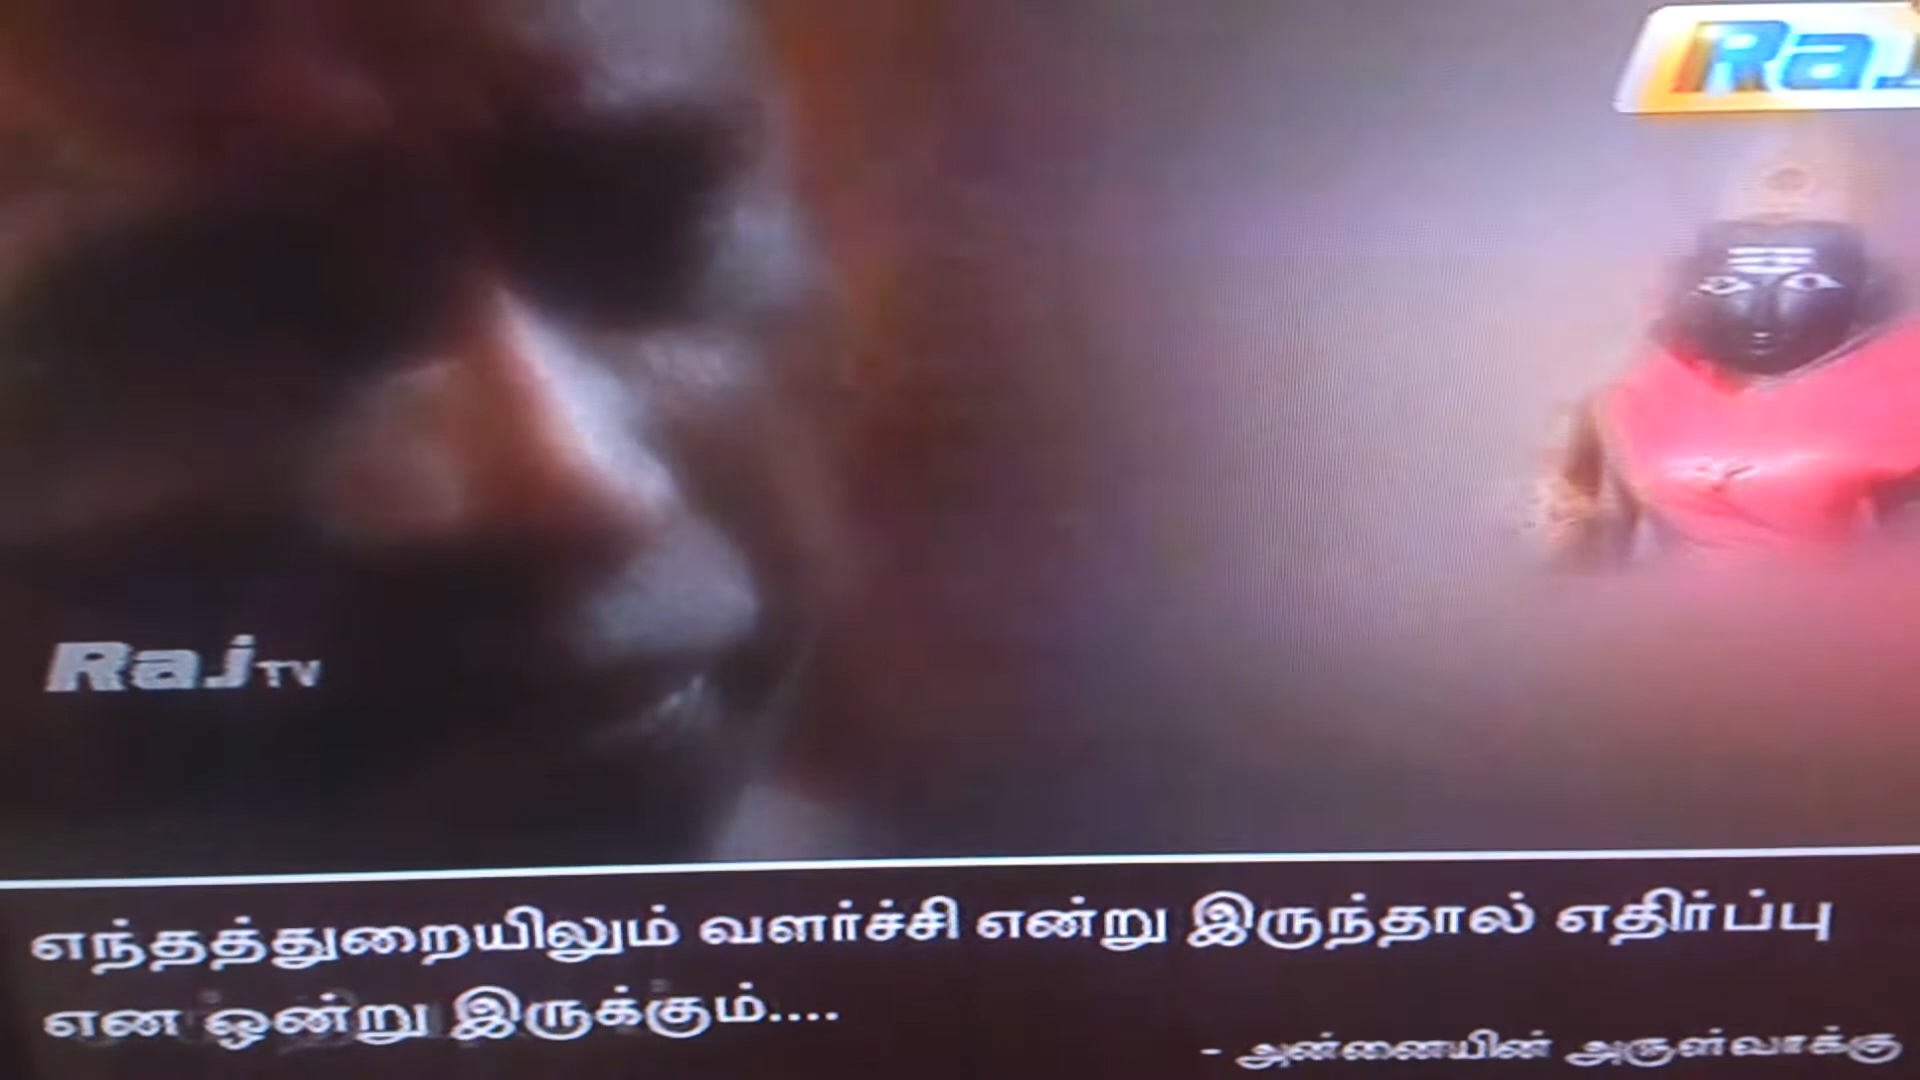 Raj
Raj TV
எந்தத்துறையிலும் வளர்ச்சி என்று இருந்தால் எதிர்ப்பு
என ஒன்று இருக்கும்....
- அன்னையின் அருள்வாக்கு